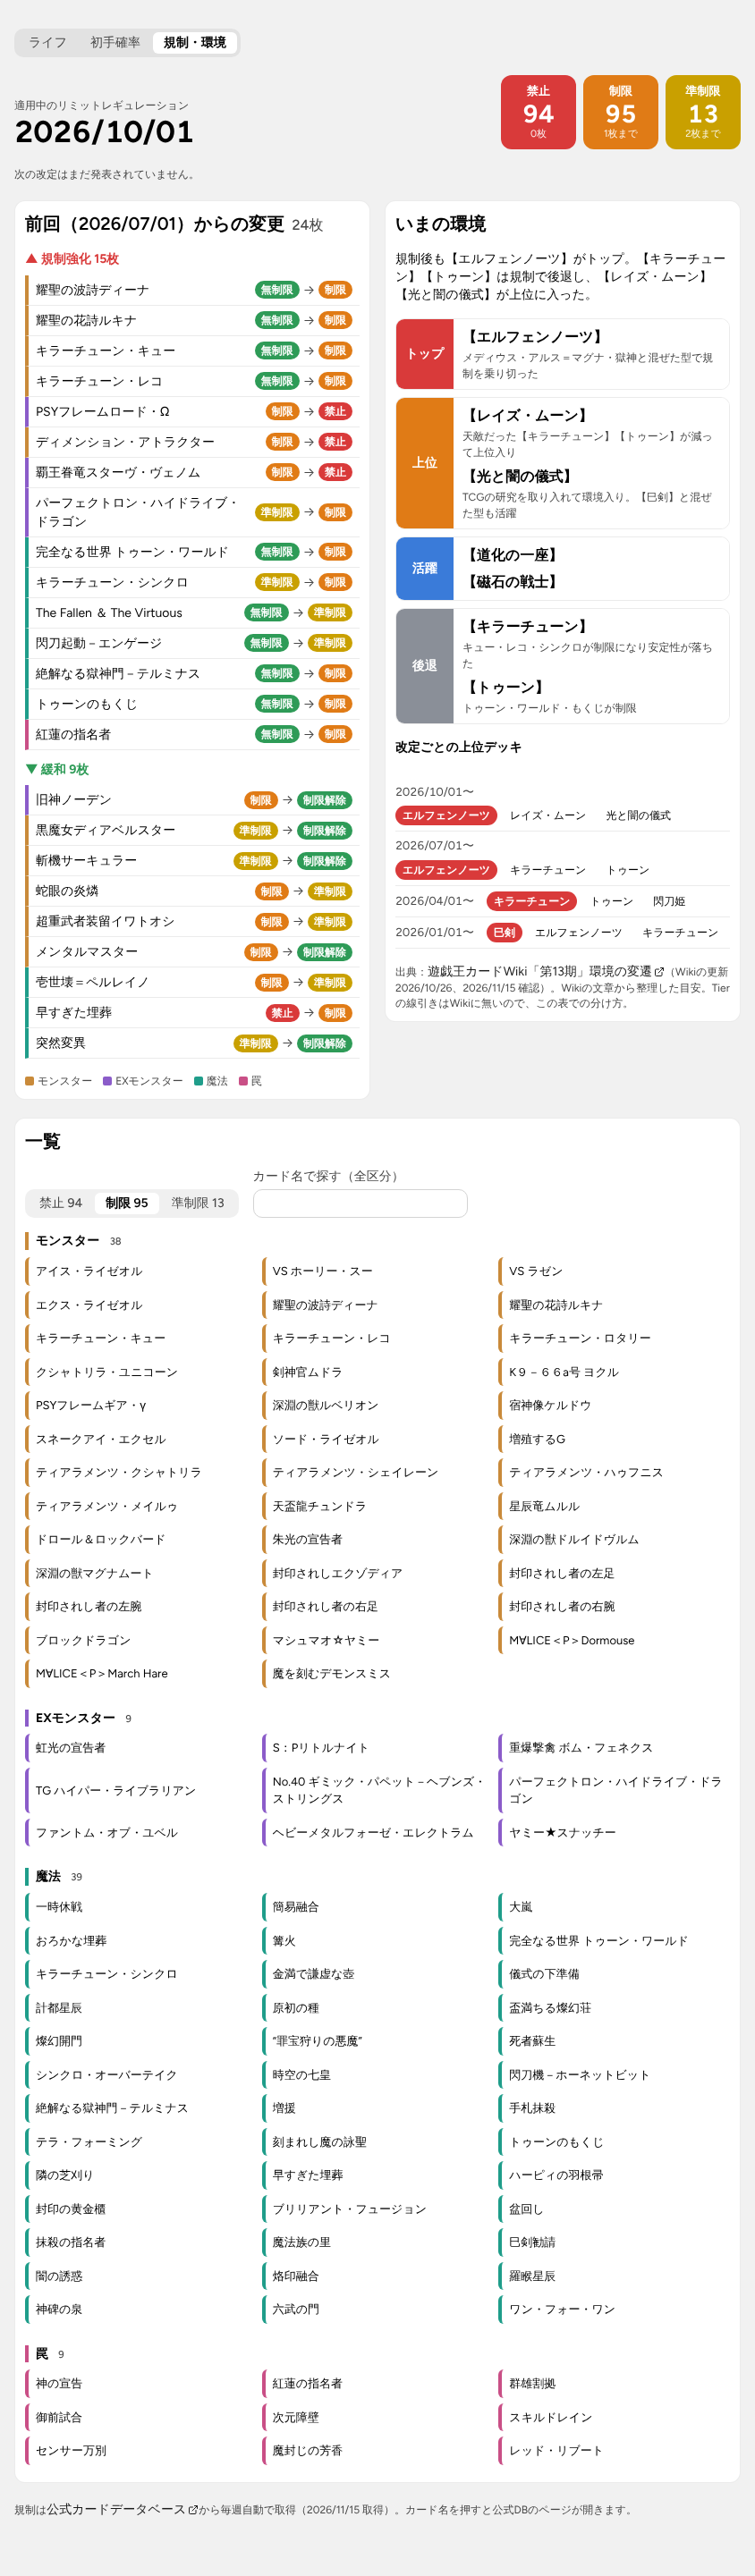 ライフ 初手確率 規制・環境
適用中のリミットレギュレーション
2026/10/01
禁止 94 0枚
制限 95 1枚まで
準制限 13 2枚まで
次の改定はまだ発表されていません。
前回（2026/07/01）からの変更 24枚
▲ 規制強化 15枚
耀聖の波詩ディーナ 無制限 → 制限
耀聖の花詩ルキナ 無制限 → 制限
キラーチューン・キュー 無制限 → 制限
キラーチューン・レコ 無制限 → 制限
PSYフレームロード・Ω 制限 → 禁止
ディメンション・アトラクター 制限 → 禁止
覇王眷竜スターヴ・ヴェノム 制限 → 禁止
パーフェクトロン・ハイドライブ・
ドラゴン 準制限 → 制限
完全なる世界 トゥーン・ワールド 無制限 → 制限
キラーチューン・シンクロ 準制限 → 制限
The Fallen ＆ The Virtuous 無制限 → 準制限
閃刀起動－エンゲージ 無制限 → 準制限
絶解なる獄神門－テルミナス 無制限 → 制限
トゥーンのもくじ 無制限 → 制限
紅蓮の指名者 無制限 → 制限
▼ 緩和 9枚
旧神ノーデン 制限 → 制限解除
黒魔女ディアベルスター 準制限 → 制限解除
斬機サーキュラー 準制限 → 制限解除
蛇眼の炎燐 制限 → 準制限
超重武者装留イワトオシ 制限 → 準制限
メンタルマスター 制限 → 制限解除
壱世壊＝ペルレイノ 制限 → 準制限
早すぎた埋葬 禁止 → 制限
突然変異 準制限 → 制限解除
モンスター EXモンスター 魔法 罠
いまの環境
規制後も【エルフェンノーツ】がトップ。【キラーチュー
ン】【トゥーン】は規制で後退し、【レイズ・ムーン】
【光と闇の儀式】が上位に入った。
トップ
【エルフェンノーツ】
メディウス・アルス＝マグナ・獄神と混ぜた型で規
制を乗り切った
上位
【レイズ・ムーン】
天敵だった【キラーチューン】【トゥーン】が減っ
て上位入り
【光と闇の儀式】
TCGの研究を取り入れて環境入り。【巳剣】と混ぜ
た型も活躍
活躍
【道化の一座】
【磁石の戦士】
後退
【キラーチューン】
キュー・レコ・シンクロが制限になり安定性が落ち
た
【トゥーン】
トゥーン・ワールド・もくじが制限
改定ごとの上位デッキ
2026/10/01〜
エルフェンノーツ レイズ・ムーン 光と闇の儀式
2026/07/01〜
エルフェンノーツ キラーチューン トゥーン
2026/04/01〜 キラーチューン トゥーン 閃刀姫
2026/01/01〜 巳剣 エルフェンノーツ キラーチューン
出典：遊戯王カードWiki「第13期」環境の変遷（Wikiの更新
2026/10/26、2026/11/15 確認）。Wikiの文章から整理した目安。Tier
の線引きはWikiに無いので、この表での分け方。
一覧
禁止 94 制限 95 準制限 13
カード名で探す（全区分）
モンスター 38
アイス・ライゼオル VS ホーリー・スー VS ラゼン
エクス・ライゼオル 耀聖の波詩ディーナ 耀聖の花詩ルキナ
キラーチューン・キュー キラーチューン・レコ キラーチューン・ロタリー
クシャトリラ・ユニコーン 剣神官ムドラ K９－６６a号 ヨクル
PSYフレームギア・γ 深淵の獣ルベリオン 宿神像ケルドウ
スネークアイ・エクセル ソード・ライゼオル 増殖するG
ティアラメンツ・クシャトリラ ティアラメンツ・シェイレーン ティアラメンツ・ハゥフニス
ティアラメンツ・メイルゥ 天盃龍チュンドラ 星辰竜ムルル
ドロール＆ロックバード 朱光の宣告者 深淵の獣ドルイドヴルム
深淵の獣マグナムート 封印されしエクゾディア 封印されし者の左足
封印されし者の左腕 封印されし者の右足 封印されし者の右腕
ブロックドラゴン マシュマオ☆ヤミー M∀LICE＜P＞Dormouse
M∀LICE＜P＞March Hare 魔を刻むデモンスミス
EXモンスター 9
虹光の宣告者 S：Pリトルナイト 重爆撃禽 ボム・フェネクス
TG ハイパー・ライブラリアン No.40 ギミック・パペット－ヘブンズ・
ストリングス パーフェクトロン・ハイドライブ・ドラ
ゴン
ファントム・オブ・ユベル ヘビーメタルフォーゼ・エレクトラム ヤミー★スナッチー
魔法 39
一時休戦 簡易融合 大嵐
おろかな埋葬 篝火 完全なる世界 トゥーン・ワールド
キラーチューン・シンクロ 金満で謙虚な壺 儀式の下準備
計都星辰 原初の種 盃満ちる燦幻荘
燦幻開門 “罪宝狩りの悪魔” 死者蘇生
シンクロ・オーバーテイク 時空の七皇 閃刀機－ホーネットビット
絶解なる獄神門－テルミナス 増援 手札抹殺
テラ・フォーミング 刻まれし魔の詠聖 トゥーンのもくじ
隣の芝刈り 早すぎた埋葬 ハーピィの羽根帚
封印の黄金櫃 ブリリアント・フュージョン 盆回し
抹殺の指名者 魔法族の里 巳剣勧請
闇の誘惑 烙印融合 羅睺星辰
神碑の泉 六武の門 ワン・フォー・ワン
罠 9
神の宣告 紅蓮の指名者 群雄割拠
御前試合 次元障壁 スキルドレイン
センサー万別 魔封じの芳香 レッド・リブート
規制は公式カードデータベースから毎週自動で取得（2026/11/15 取得）。カード名を押すと公式DBのページが開きます。